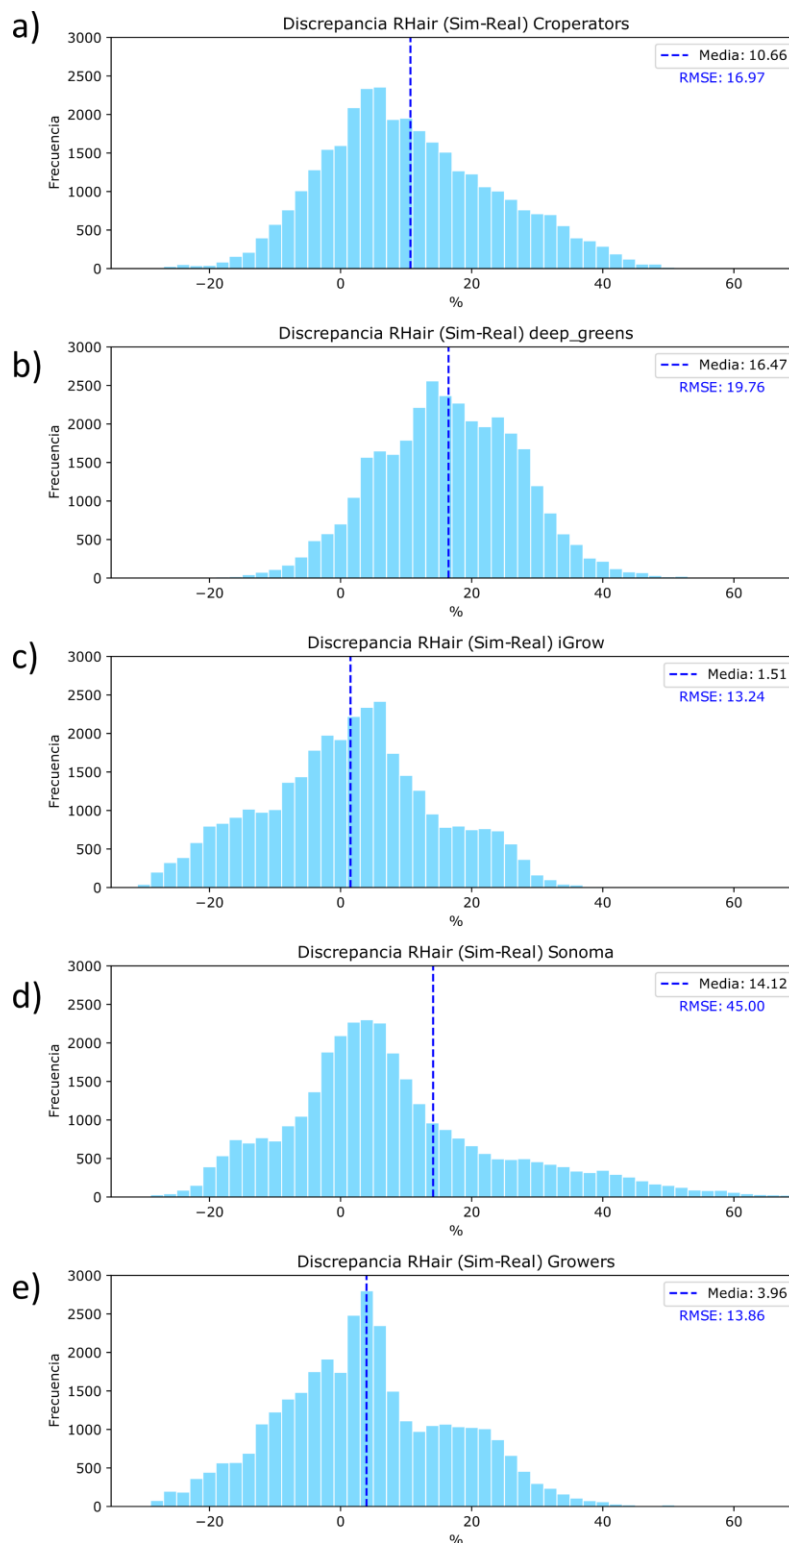 a)
Discrepancia RHair (Sim-Real) Croperators
Media: 10.66
RMSE: 16.97
Frecuencia
3000
2500
2000
1500
1000
500
0
−20 0 20 40 60
%
b)
Discrepancia RHair (Sim-Real) deep_greens
Media: 16.47
RMSE: 19.76
Frecuencia
3000
2500
2000
1500
1000
500
0
−20 0 20 40 60
%
c)
Discrepancia RHair (Sim-Real) iGrow
Media: 1.51
RMSE: 13.24
Frecuencia
3000
2500
2000
1500
1000
500
0
−20 0 20 40 60
%
d)
Discrepancia RHair (Sim-Real) Sonoma
Media: 14.12
RMSE: 45.00
Frecuencia
3000
2500
2000
1500
1000
500
0
−20 0 20 40 60
%
e)
Discrepancia RHair (Sim-Real) Growers
Media: 3.96
RMSE: 13.86
Frecuencia
3000
2500
2000
1500
1000
500
0
−20 0 20 40 60
%